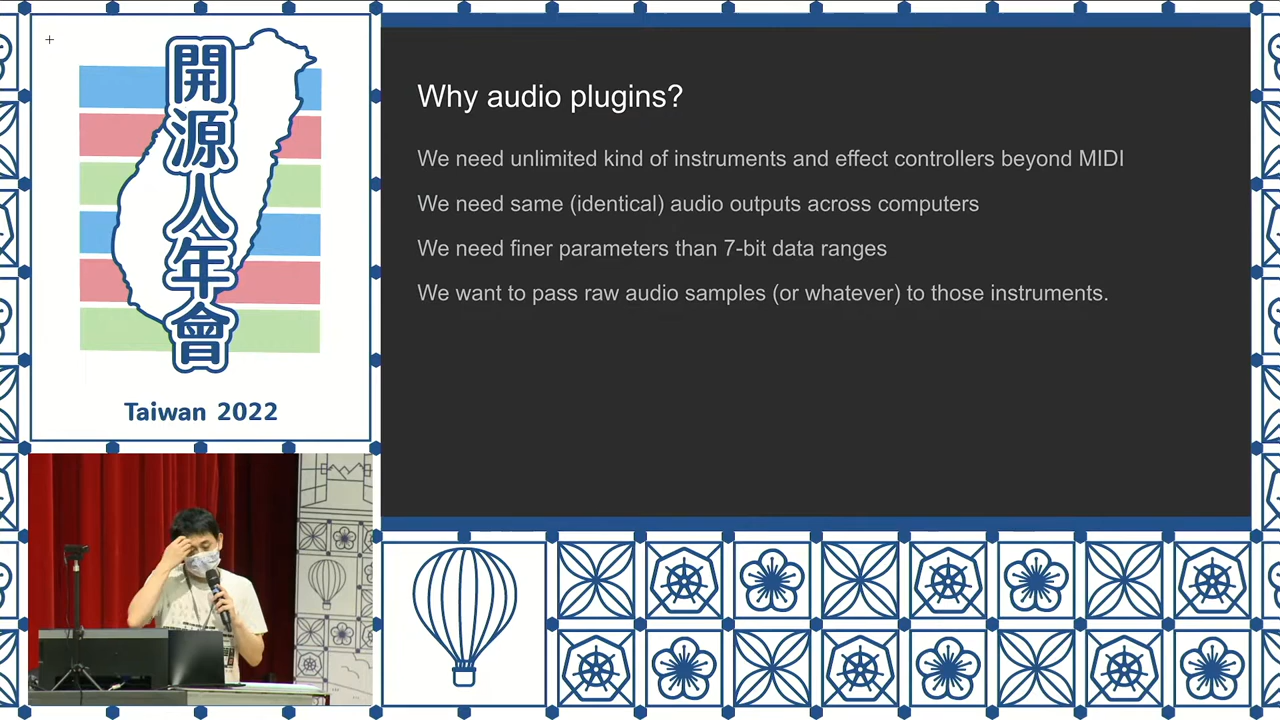 開源人年會
Taiwan 2022
Why audio plugins?
We need unlimited kind of instruments and effect controllers beyond MIDI
We need same (identical) audio outputs across computers
We need finer parameters than 7-bit data ranges
We want to pass raw audio samples (or whatever) to those instruments.